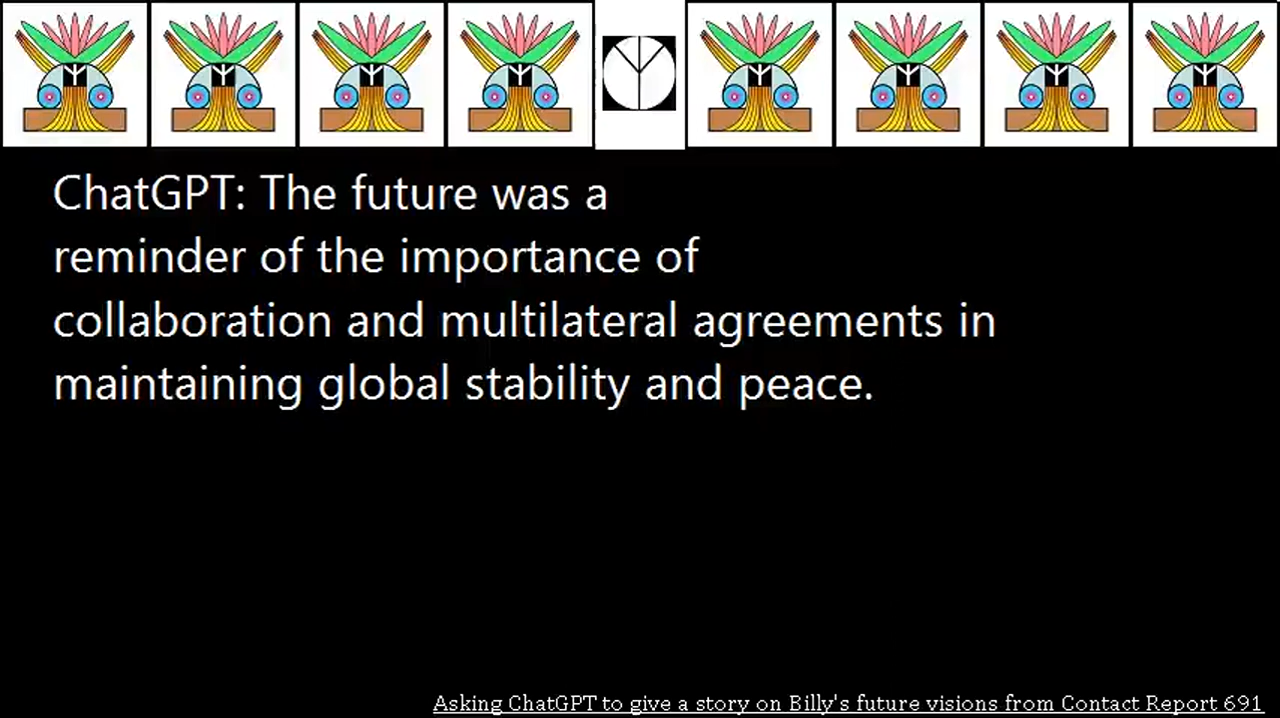 ChatGPT: The future was a
reminder of the importance of
collaboration and multilateral agreements in
maintaining global stability and peace.
Asking ChatGPT to give a story on Billy's future visions from Contact Report 691